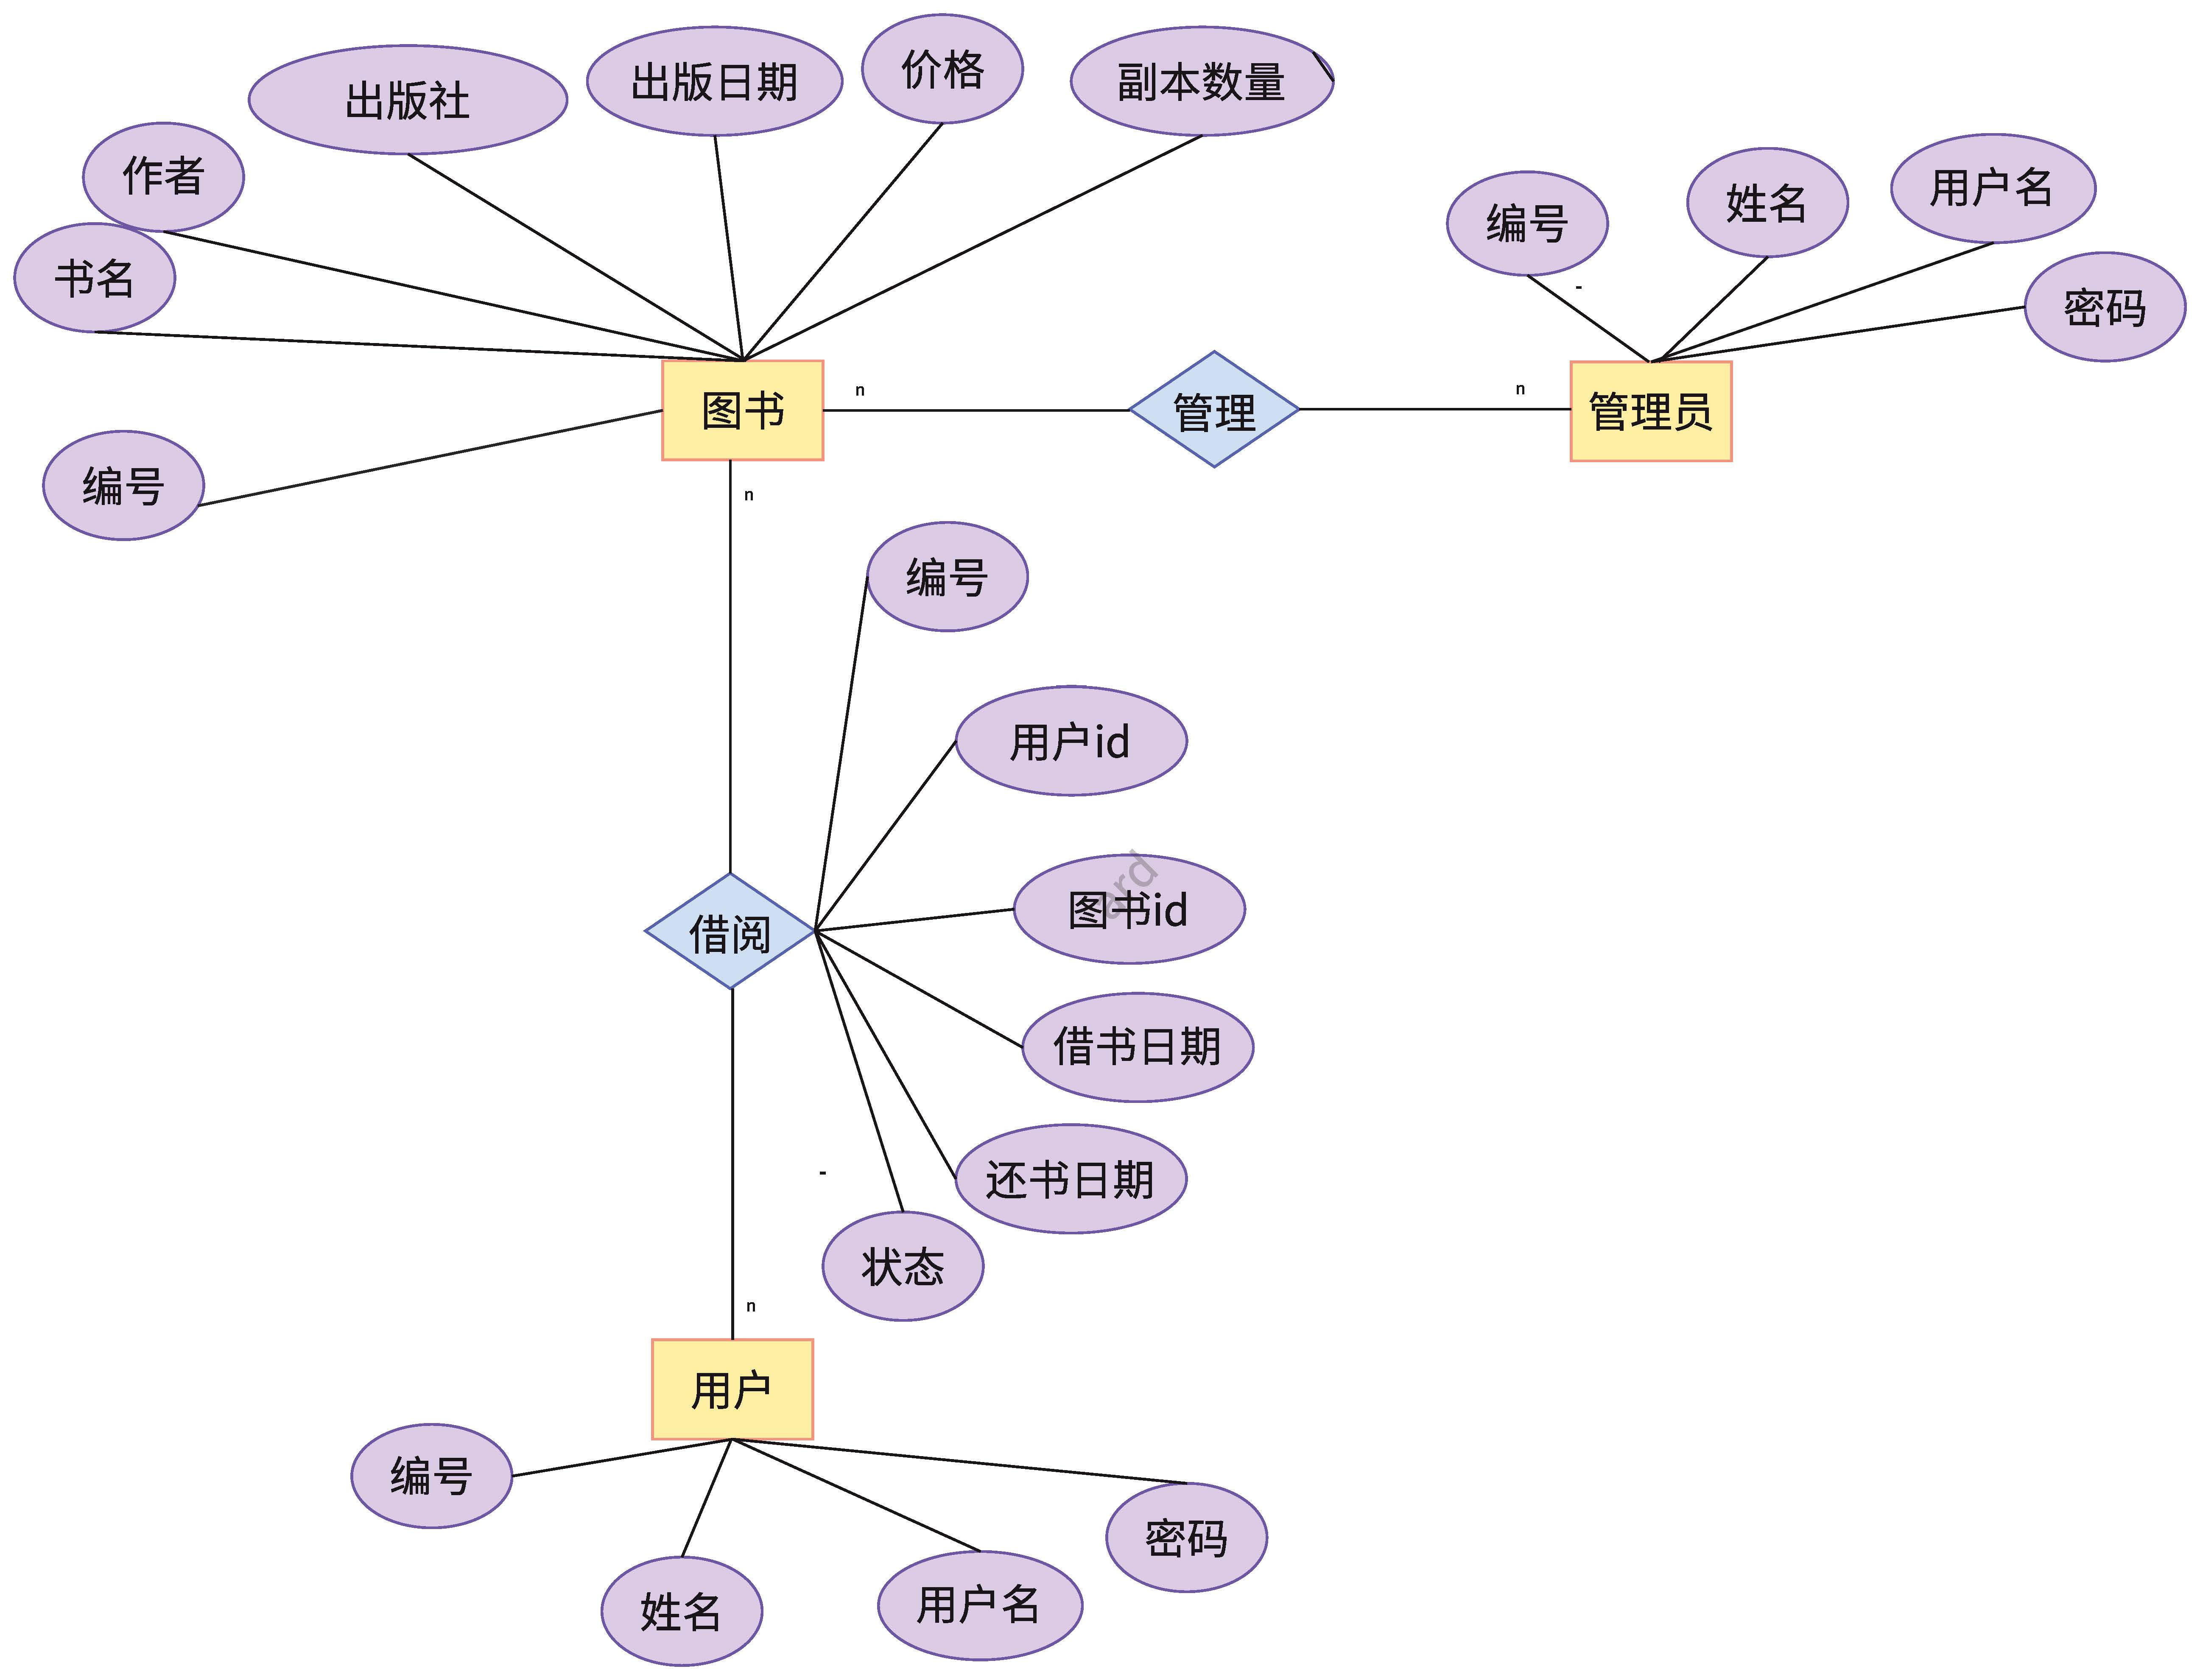 出版社
出版日期
价格
副本数量
作者
书名
编号
姓名
用户名
密码
-
图书
n
管理
n
管理员
编号
n
编号
用户id
图书id
ard
借阅
借书日期
还书日期
-
状态
n
用户
编号
姓名
用户名
密码